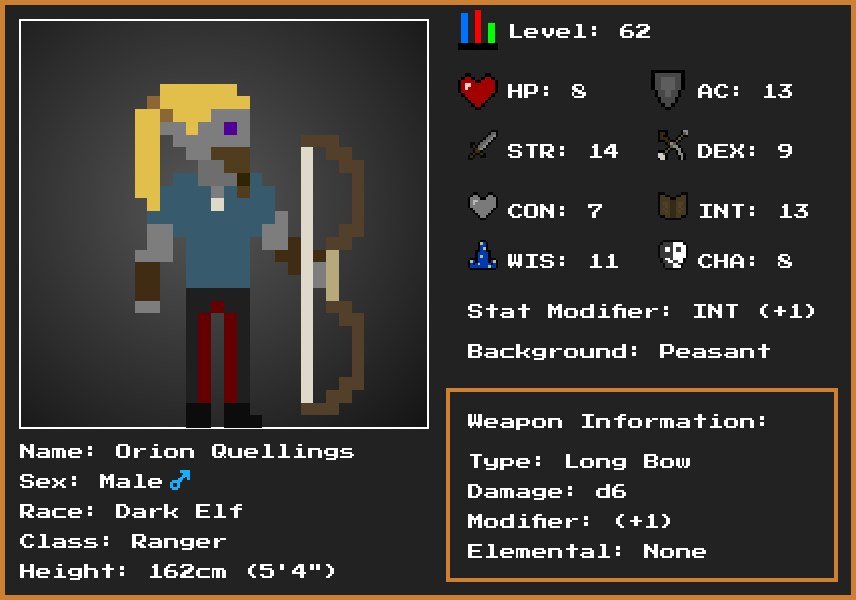 Level: 62
HP: 8
AC: 13
STR: 14
DEX: 9
CON: 7
INT: 13
WIS: 11
CHA: 8
Stat Modifier: INT (+1)
Background: Peasant
Weapon Information:
Type: Long Bow
Damage: d6
Modifier: (+1)
Elemental: None
Name: Orion Quellings
Sex: Male ♂
Race: Dark Elf
Class: Ranger
Height: 162cm (5'4")